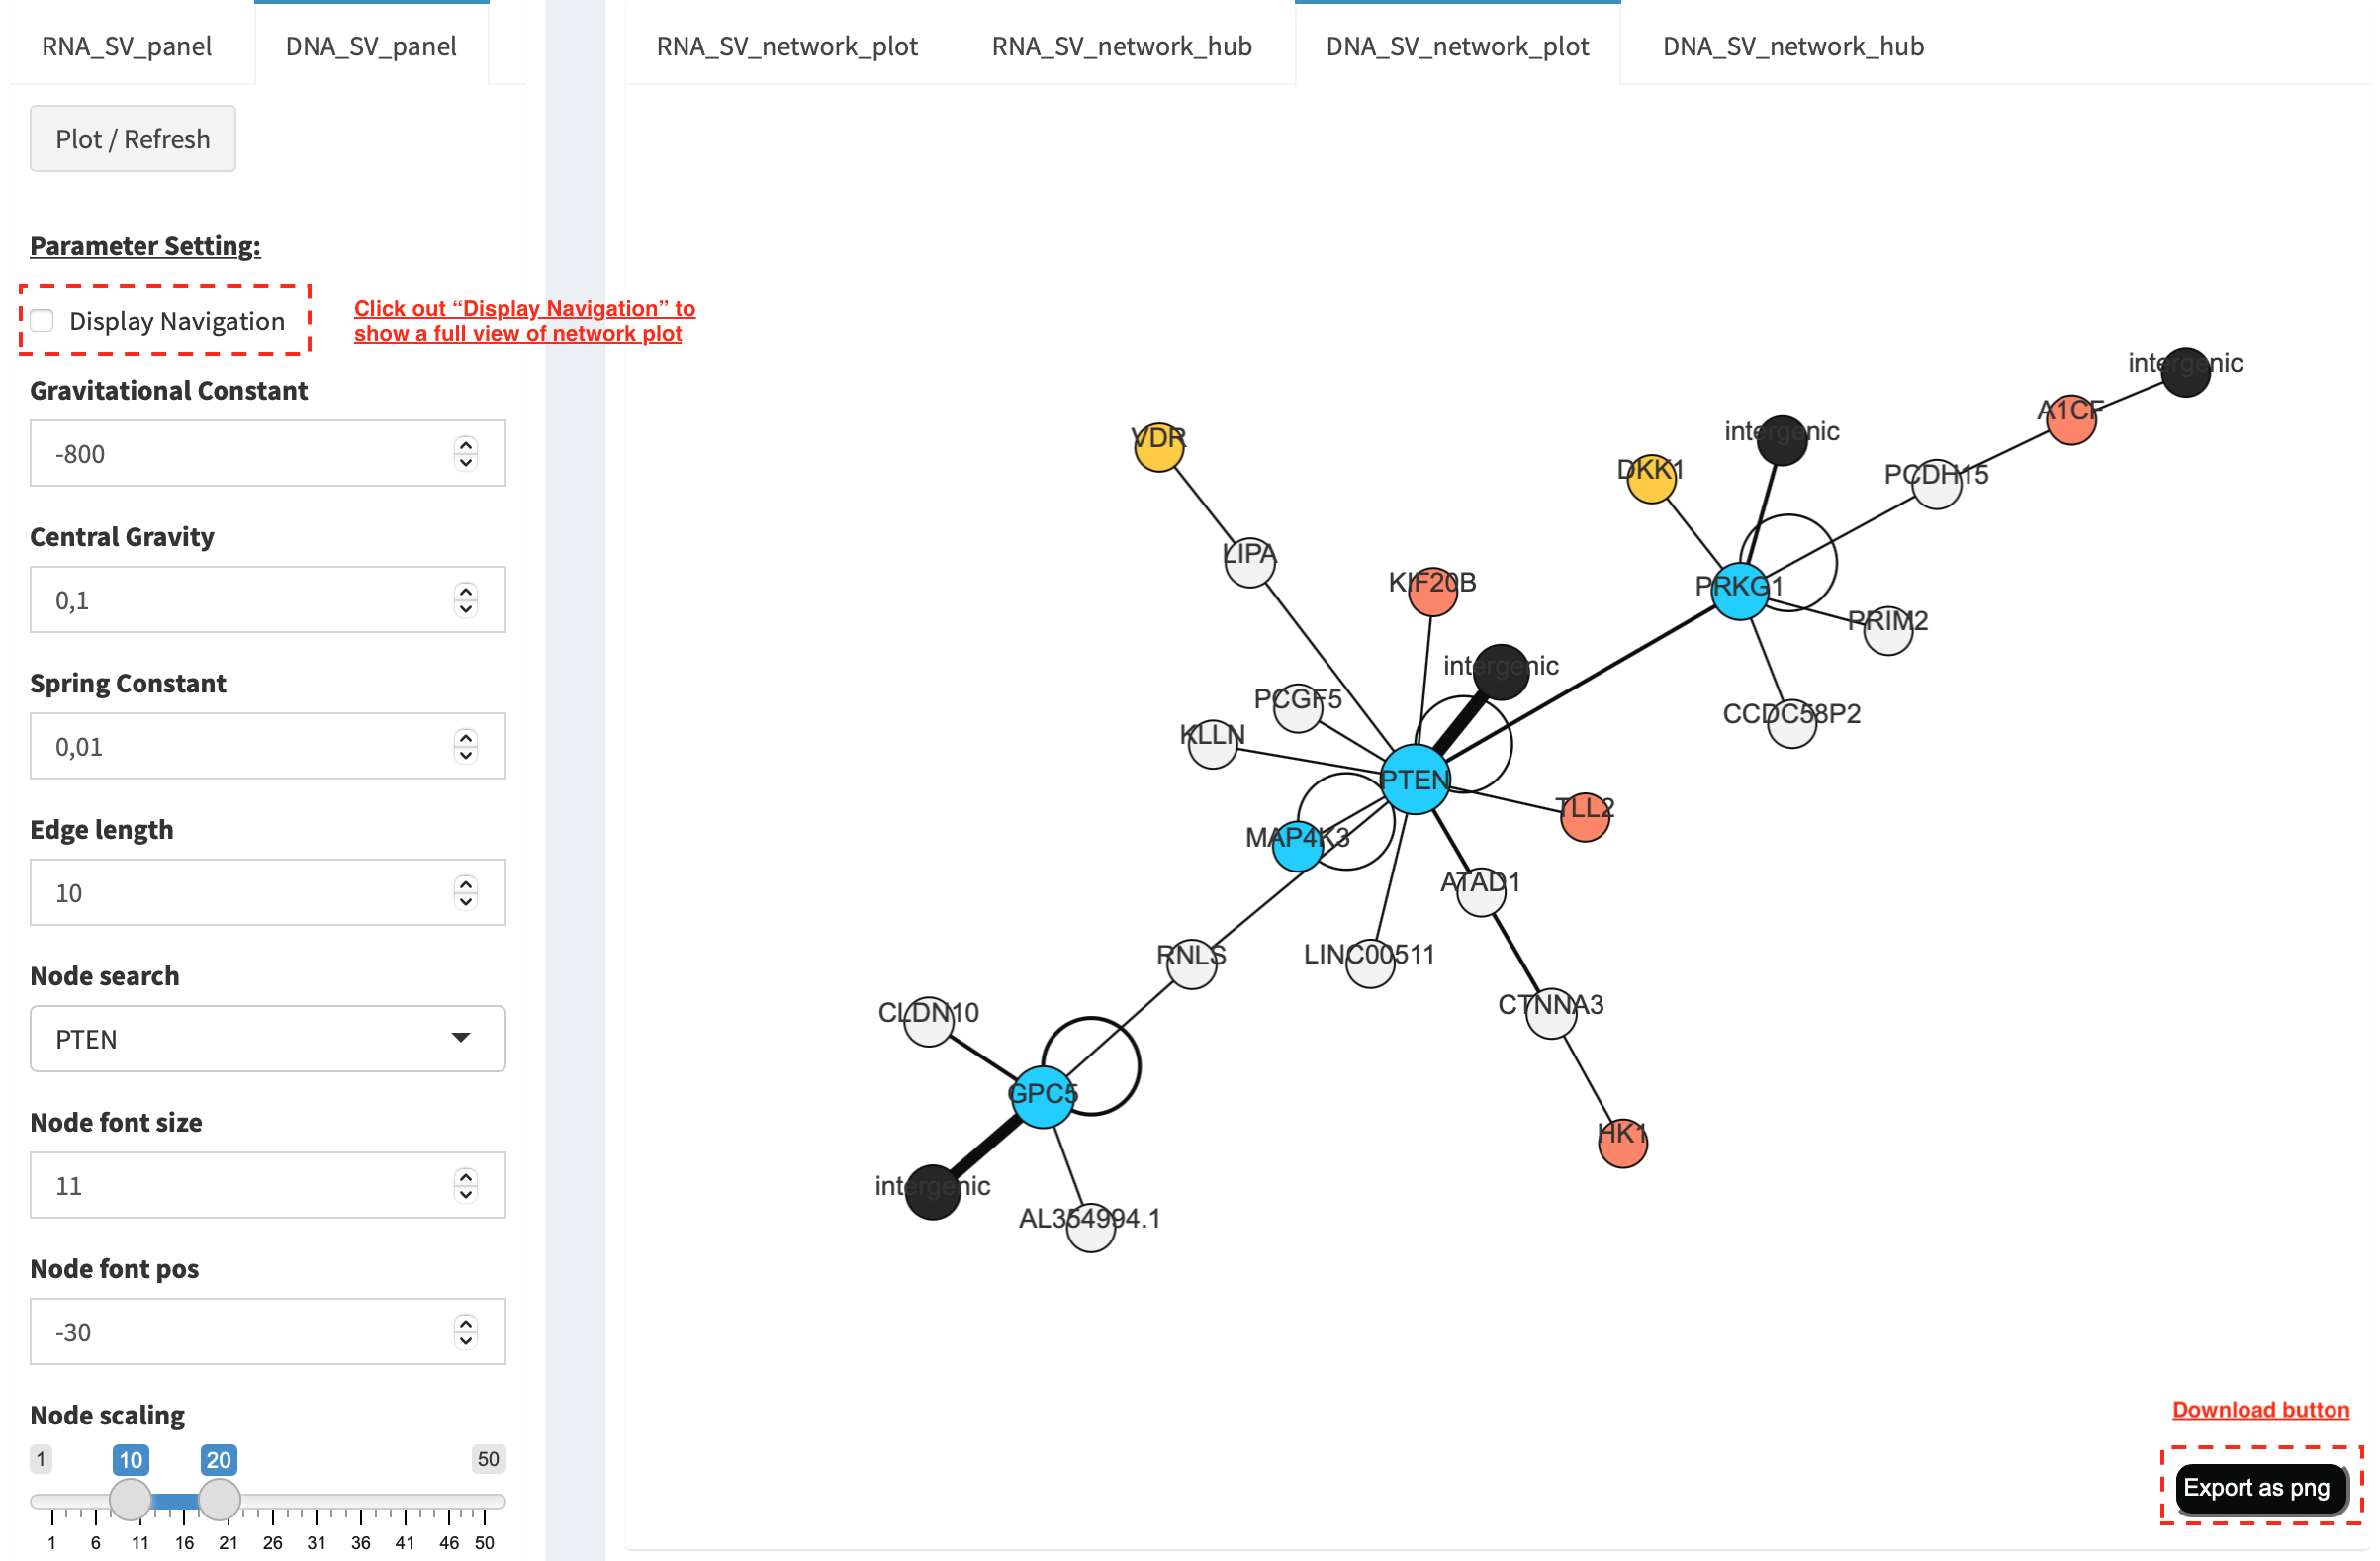 RNA_SV_panel
DNA_SV_panel
RNA_SV_network_plot
RNA_SV_network_hub
DNA_SV_network_plot
DNA_SV_network_hub
Plot / Refresh
Parameter Setting:
Display Navigation
Click out “Display Navigation” to
show a full view of network plot
Gravitational Constant
-800
Central Gravity
0,1
Spring Constant
0,01
Edge length
10
Node search
PTEN
Node font size
11
Node font pos
-30
Node scaling
1
10
20
50
1 6 11 16 21 26 31 36 41 46 50
intergenic
A1CF
intergenic
VDR
DKK1
PCDH15
LIPA
KIF20B
PRKG1
PRIM2
intergenic
PCGF5
CCDC58P2
KLLN
PTEN
TLL2
MAP4K3
ATAD1
RNLS
LINC00511
CTNNA3
CLDN10
GPC5
HK1
intergenic
AL354994.1
Download button
Export as png